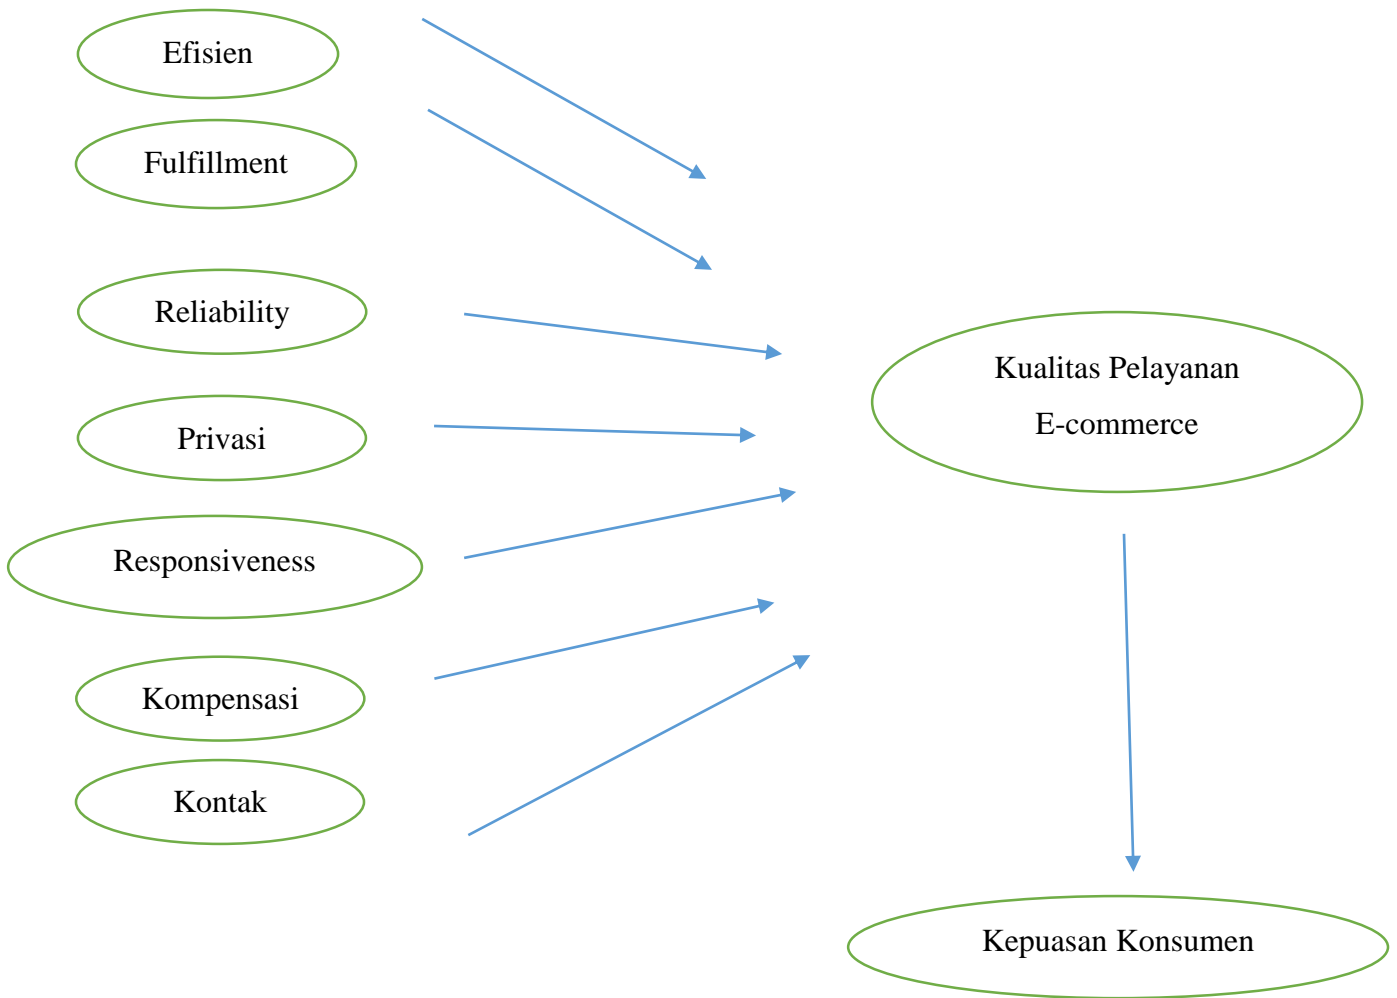 Efisien
Fulfillment
Reliability
Privasi
Responsiveness
Kompensasi
Kontak
Kualitas Pelayanan
E-commerce
Kepuasan Konsumen